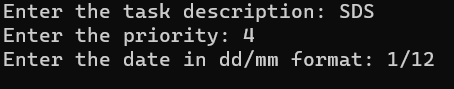 Enter the task description: SDS
Enter the priority: 4
Enter the date in dd/mm format: 1/12